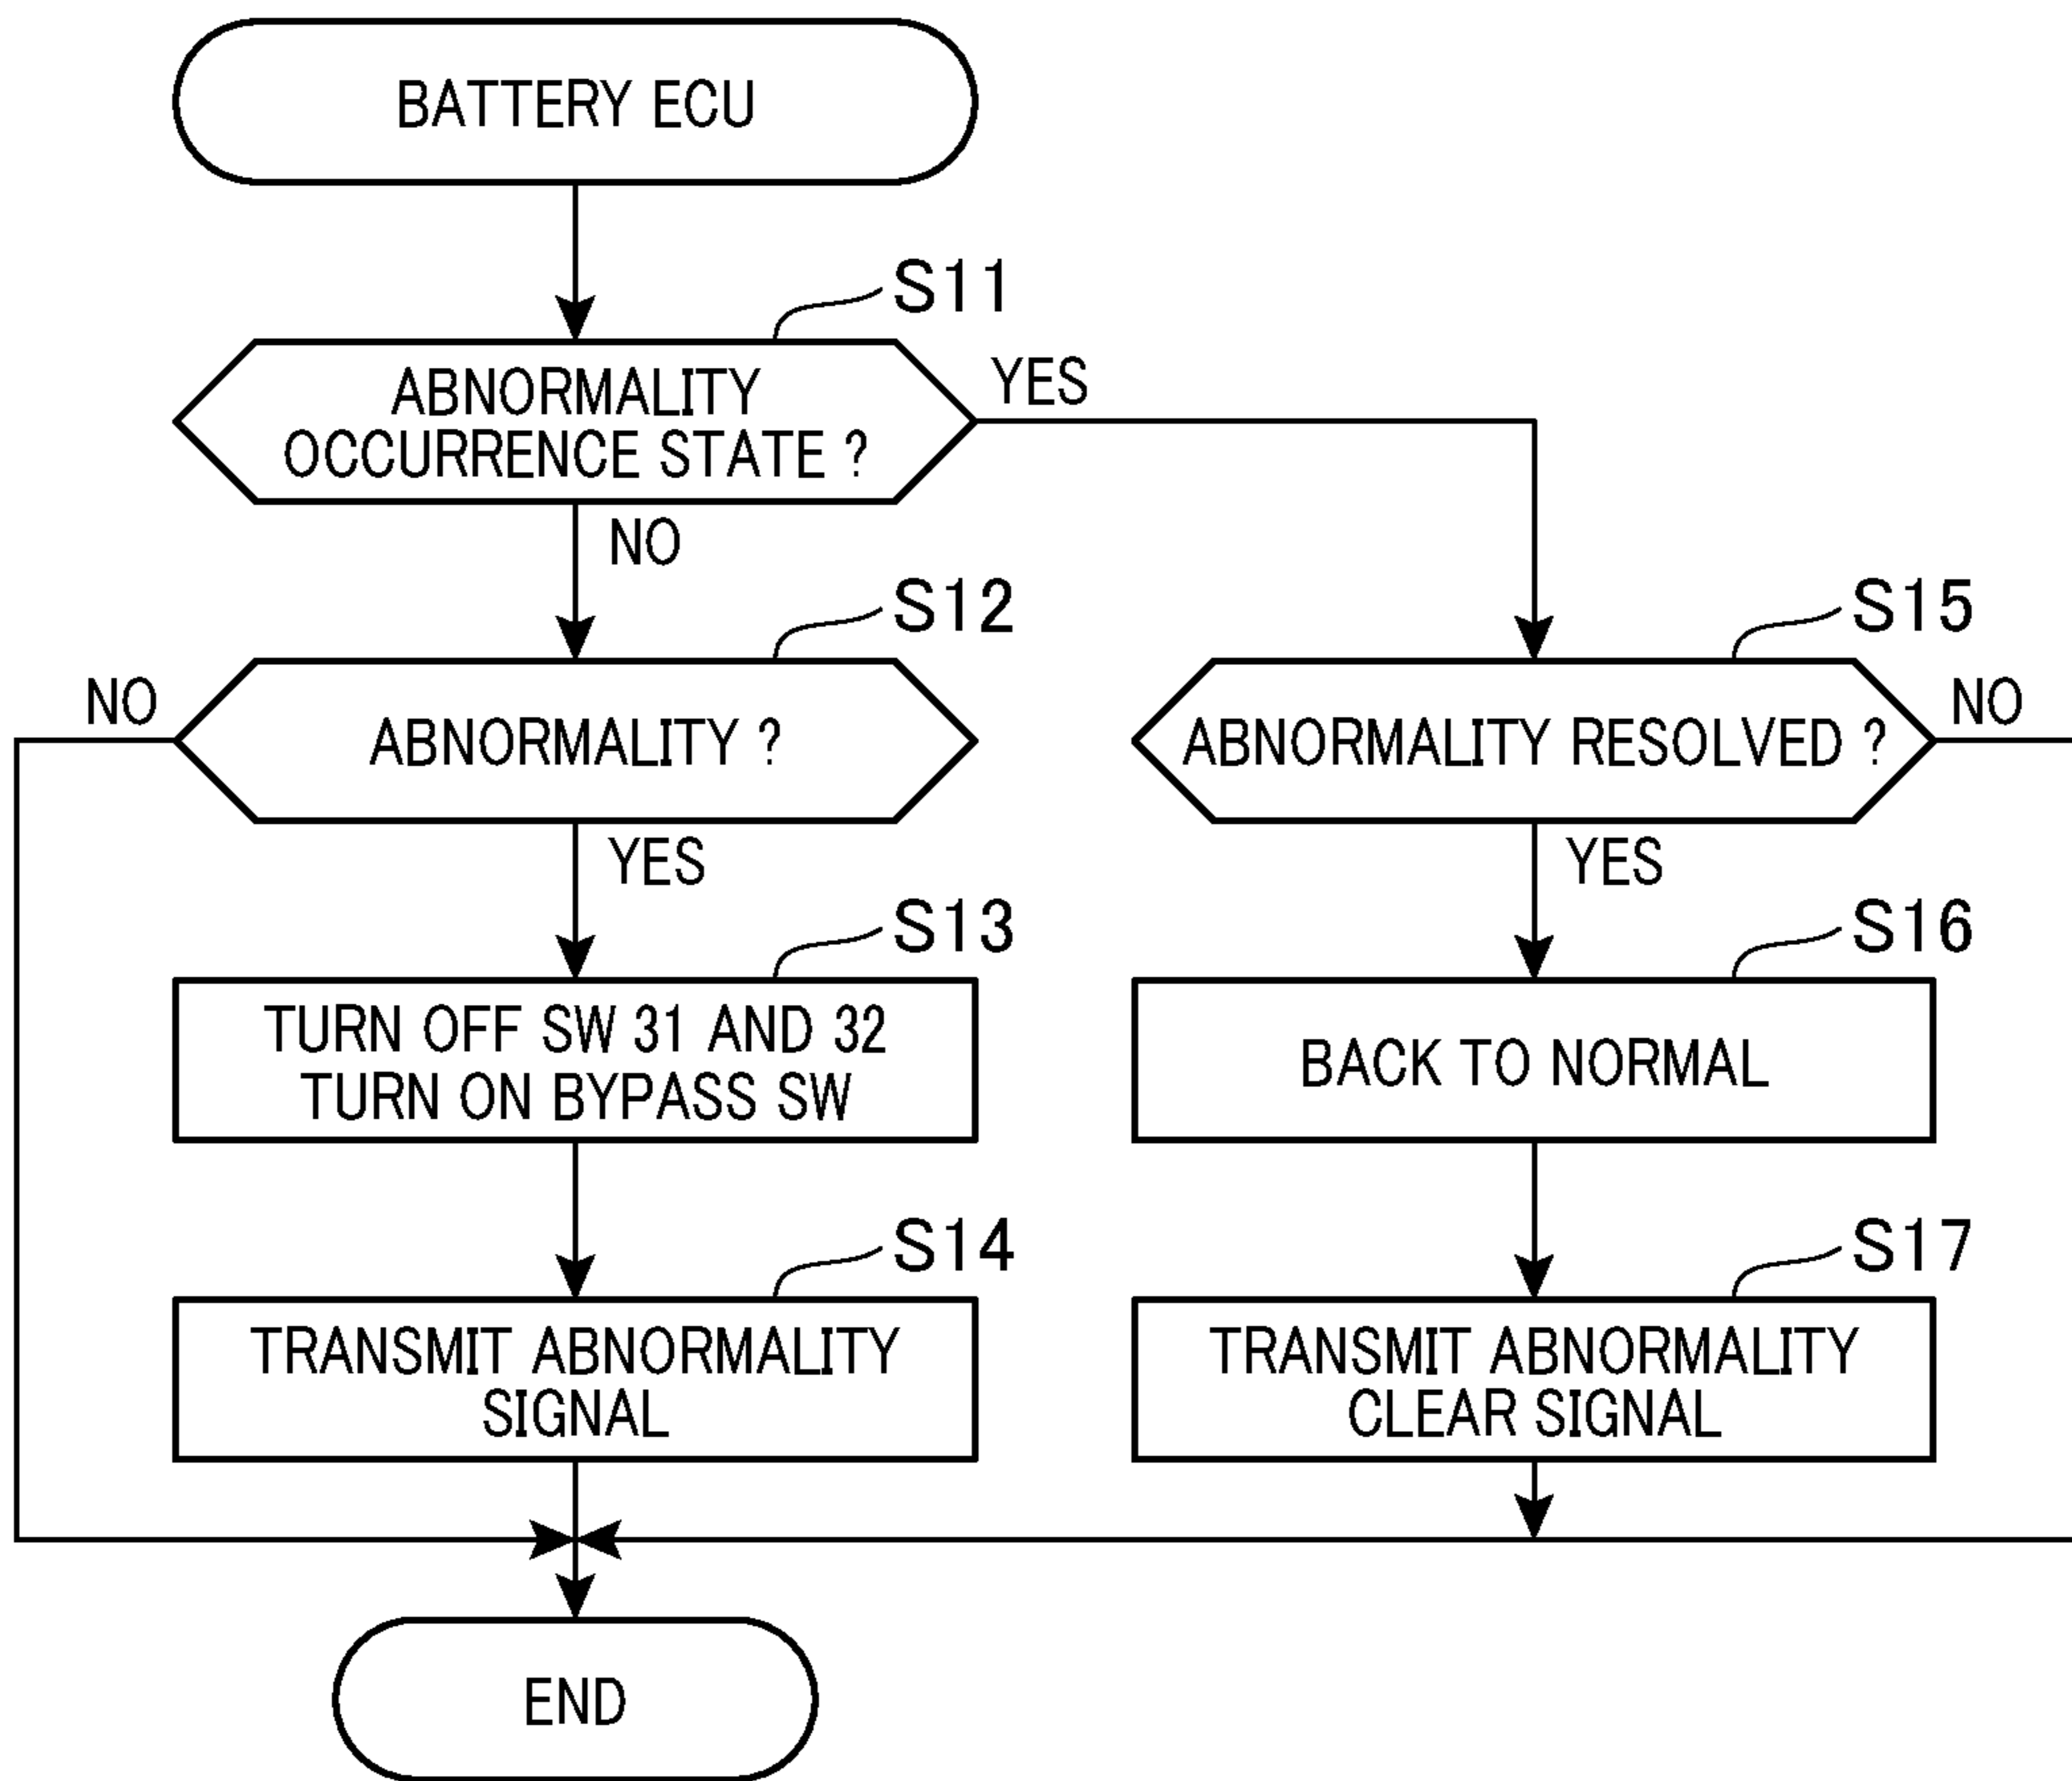 BATTERY ECU
S11
ABNORMALITY
OCCURRENCE STATE ?
YES
NO
S12
ABNORMALITY ?
NO
YES
S13
TURN OFF SW 31 AND 32
TURN ON BYPASS SW
S14
TRANSMIT ABNORMALITY
SIGNAL
S15
ABNORMALITY RESOLVED ?
NO
YES
S16
BACK TO NORMAL
S17
TRANSMIT ABNORMALITY
CLEAR SIGNAL
END